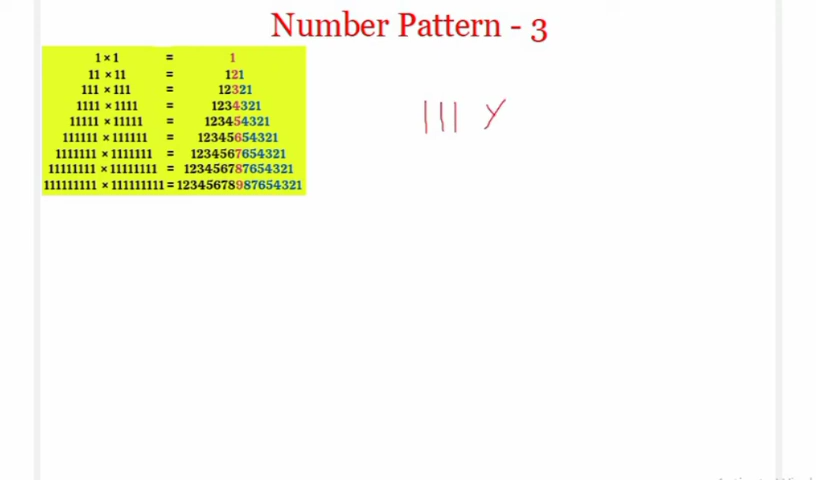 Number Pattern - 3
1 × 1 = 1
11 × 11 = 121
111 × 111 = 12321
1111 × 1111 = 1234321
11111 × 11111 = 123454321
111111 × 111111 = 12345654321
1111111 × 1111111 = 1234567654321
11111111 × 11111111 = 123456787654321
111111111 × 111111111 = 12345678987654321
111